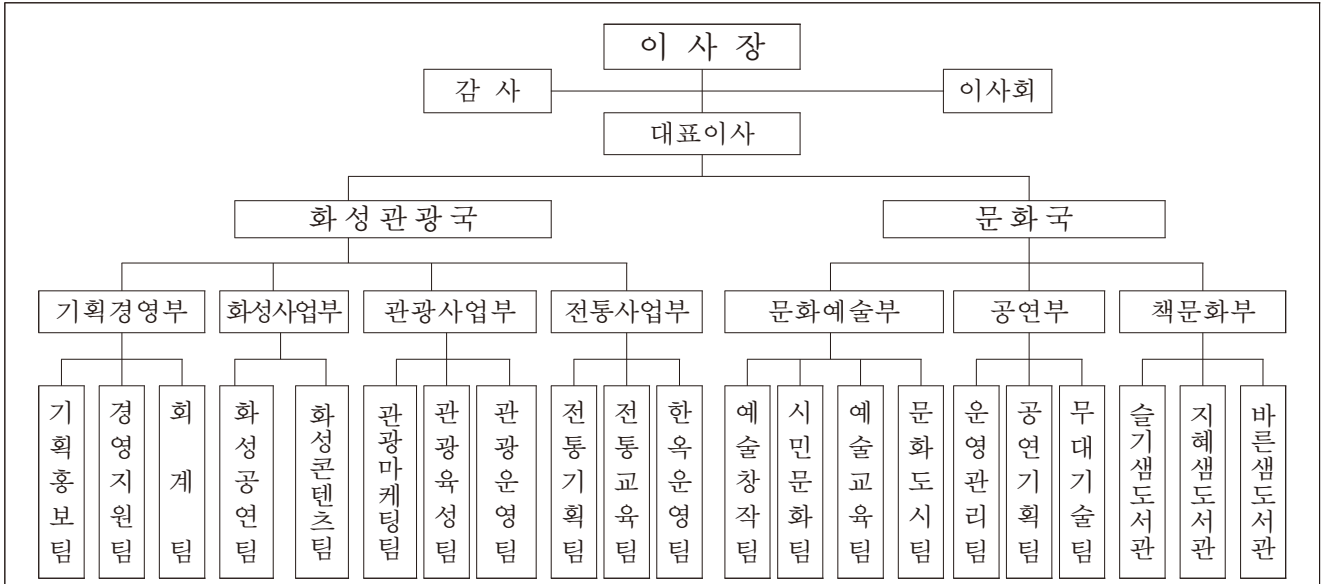 이 사 장
감 사
이사회
대표이사
화성관광국
문화국
기획경영부
화성사업부
관광사업부
전통사업부
문화예술부
공연부
책문화부
기획홍보팀
경영지원팀
회계팀
화성공연팀
화성콘텐츠팀
관광마케팅팀
관광육성팀
관광운영팀
전통기획팀
전통교육팀
한옥운영팀
예술창작팀
시민문화팀
예술교육팀
문화도시팀
운영관리팀
공연기획팀
무대기술팀
슬기샘도서관
지혜샘도서관
바른샘도서관